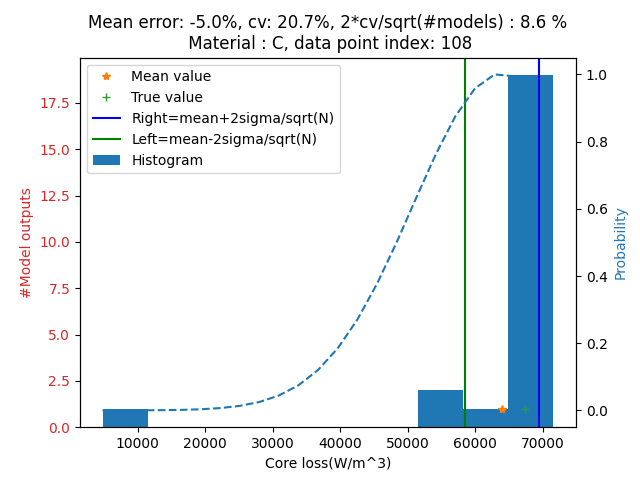 Mean error: -5.0%, cv: 20.7%, 2*cv/sqrt(#models) : 8.6 %
Material : C, data point index: 108
Mean value
True value
Right=mean+2sigma/sqrt(N)
Left=mean-2sigma/sqrt(N)
Histogram
17.5
15.0
12.5
10.0
7.5
5.0
2.5
0.0
#Model outputs
1.0
0.8
0.6
0.4
0.2
0.0
Probability
10000 20000 30000 40000 50000 60000 70000
Core loss(W/m^3)